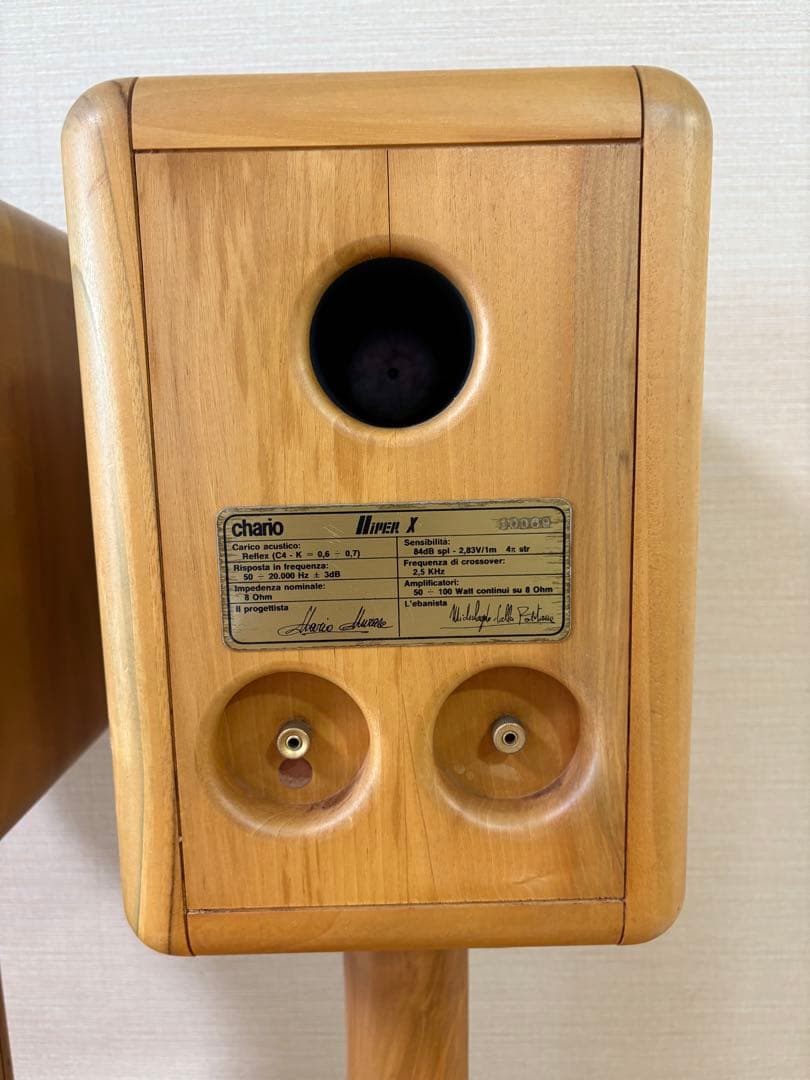 chario Hiper X
Carico acustico:
Reflex (C4 - K = 0,6 ÷ 0,7)
Risposta in frequenza:
50 ÷ 20.000 Hz ± 3dB
Impedenza nominale:
8 Ohm
Il progettista
Sensibilità:
84dB spl - 2,83V/1m 4π str
Frequenza di crossover:
2,5 KHz
Amplificatori:
50 ÷ 100 Watt continui su 8 Ohm
L'ebanista